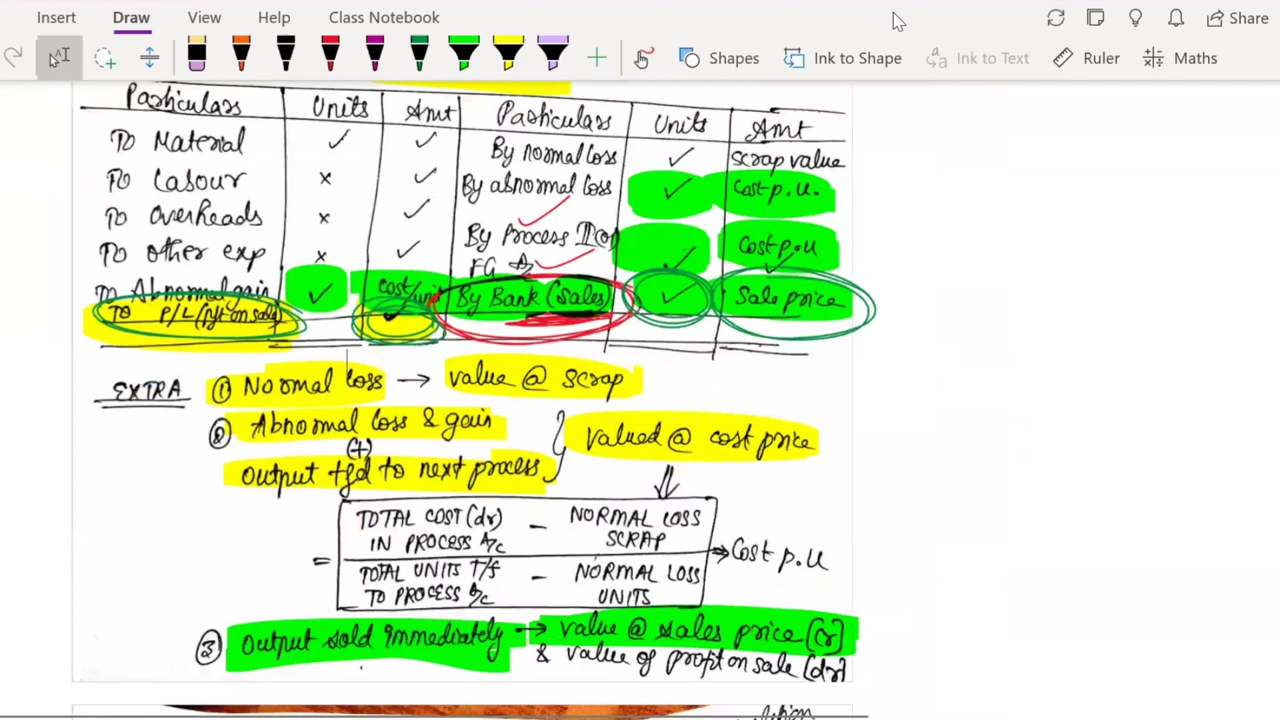 Insert Draw View Help Class Notebook Share
Shapes Ink to Shape Ink to Text Ruler Maths
Particulars Units Amt Particulars Units Amt
To Material ✓ ✓ By normal loss ✓ scrap value
To Labour × ✓ By abnormal loss ✓ Cost p.u.
To Overheads × ✓
To other exp × ✓ By Process II or ✓ Cost p.u
FG
To Abnormal gain ✓ cost/unit By Bank (sales) ✓ Sale price
To P/L (pft on sale) ✓
EXTRA ① Normal loss → value @ scrap
② Abnormal loss & gain
(+)
Output tfd to next process } Valued @ cost price
= TOTAL COST (dr) - NORMAL LOSS
IN PROCESS A/c SCRAP
⇒ Cost p.u
TOTAL UNITS T/f - NORMAL LOSS
TO PROCESS A/c UNITS
③ Output sold immediately → value @ sales price (cr)
& value of profit on sale (dr)